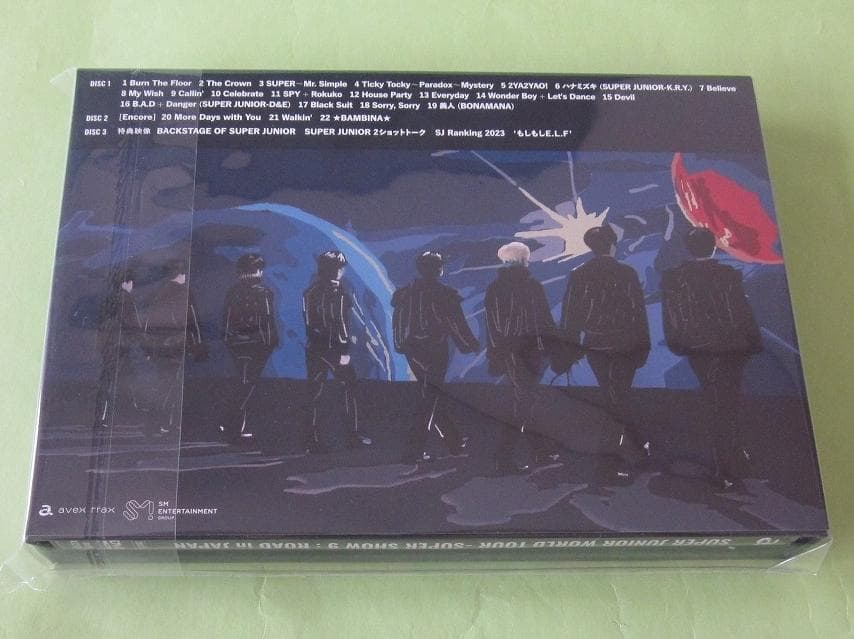 DISC 1 1 Burn The Floor 2 The Crown 3 SUPER~Mr. Simple 4 Ticky Tocky~Paradox~Mystery 5 2YA2YAO! 6 ハナミズキ (SUPER JUNIOR-K.R.Y.) 7 Believe
8 My Wish 9 Callin' 10 Celebrate 11 SPY + Rokuko 12 House Party 13 Everyday 14 Wonder Boy + Let's Dance 15 Devil
16 B.A.D + Danger (SUPER JUNIOR-D&E) 17 Black Suit 18 Sorry, Sorry 19 美人 (BONAMANA)
DISC 2 [Encore] 20 More Days with You 21 Walkin' 22 ★BAMBINA★
DISC 3 特典映像 BACKSTAGE OF SUPER JUNIOR SUPER JUNIOR 2ショットトーク SJ Ranking 2023 'もしもしE.L.F'
a avex trax
SM
ENTERTAINMENT
GROUP
SUPER JUNIOR WORLD TOUR -SUPER SHOW 9 : ROAD in JAPAN